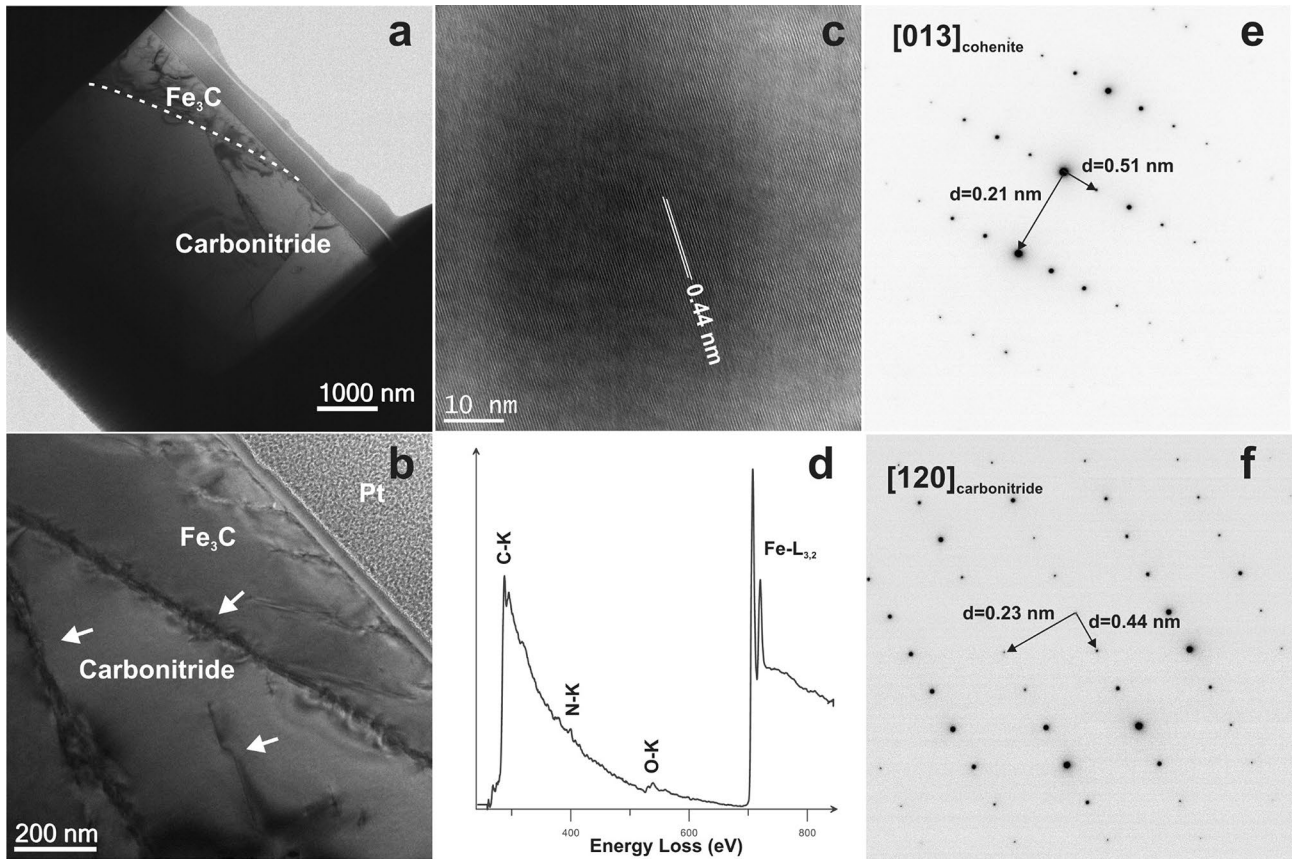 a
Fe₃C
Carbonitride
1000 nm
b
Pt
Fe₃C
Carbonitride
200 nm
c
0.44 nm
10 nm
d
C-K
N-K
O-K
Fe-L₃,₂
400
600
800
Energy Loss (eV)
e
[013]cohenite
d=0.51 nm
d=0.21 nm
f
[120]carbonitride
d=0.23 nm
d=0.44 nm